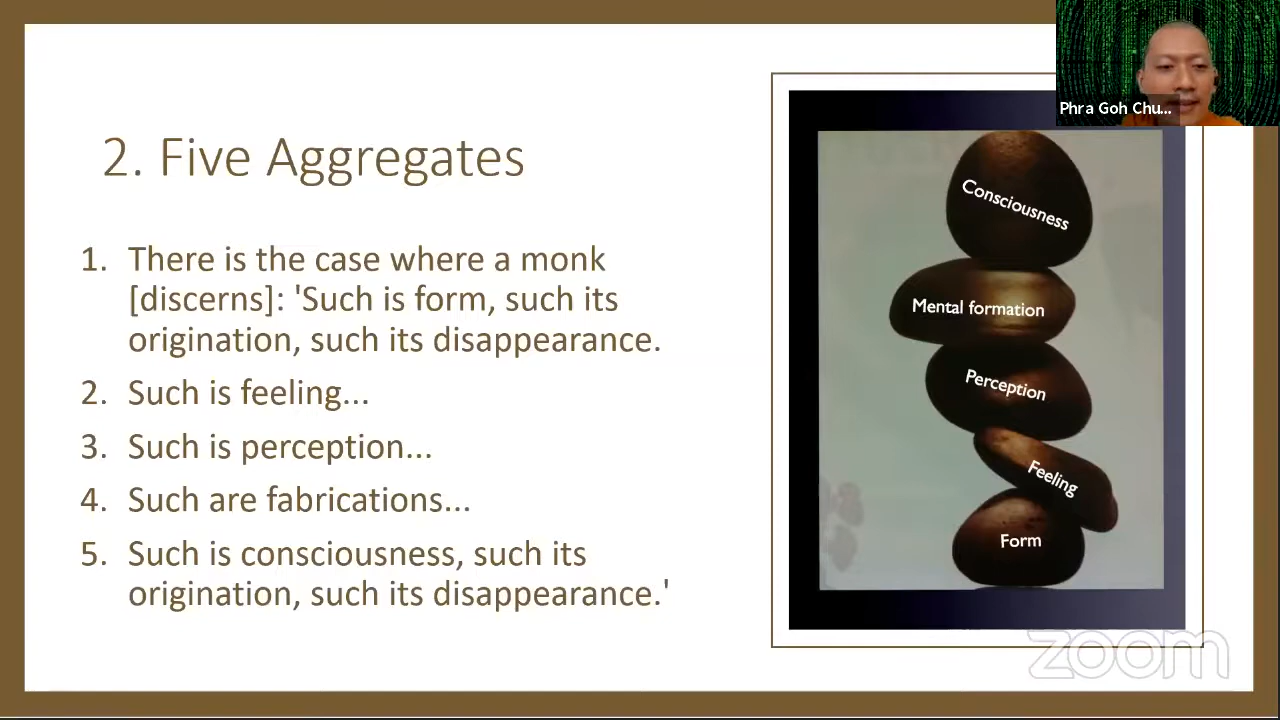 2. Five Aggregates
1. There is the case where a monk
[discerns]: 'Such is form, such its
origination, such its disappearance.
2. Such is feeling...
3. Such is perception...
4. Such are fabrications...
5. Such is consciousness, such its
origination, such its disappearance.'
Consciousness
Mental formation
Perception
Feeling
Form
Phra Goh Chu...
zoom